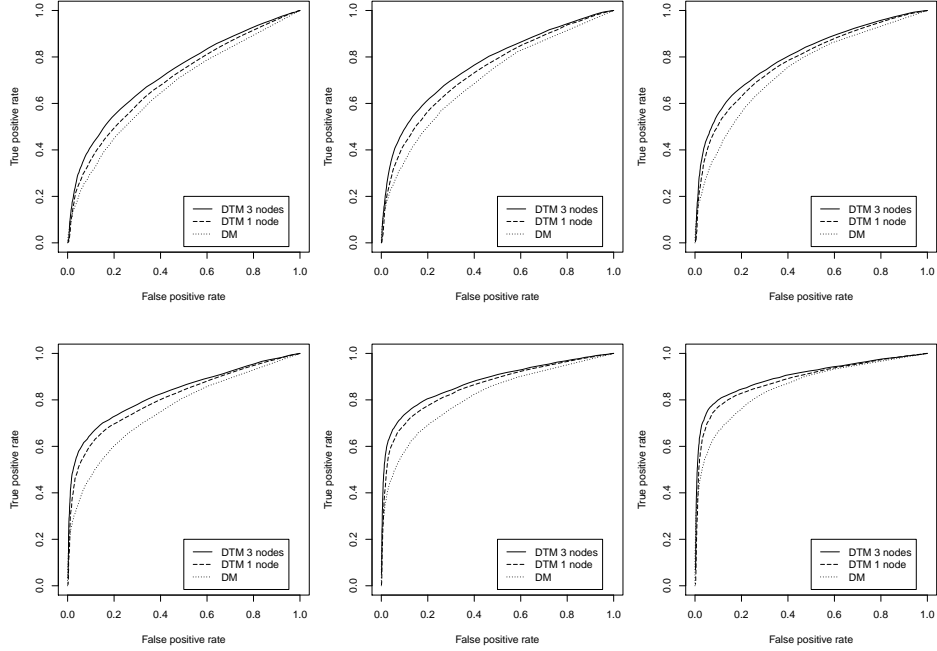 True positive rate
1.0
0.8
0.6
0.4
0.2
0.0
DTM 3 nodes
DTM 1 node
DM
0.0 0.2 0.4 0.6 0.8 1.0
False positive rate
True positive rate
1.0
0.8
0.6
0.4
0.2
0.0
DTM 3 nodes
DTM 1 node
DM
0.0 0.2 0.4 0.6 0.8 1.0
False positive rate
True positive rate
1.0
0.8
0.6
0.4
0.2
0.0
DTM 3 nodes
DTM 1 node
DM
0.0 0.2 0.4 0.6 0.8 1.0
False positive rate
True positive rate
1.0
0.8
0.6
0.4
0.2
0.0
DTM 3 nodes
DTM 1 node
DM
0.0 0.2 0.4 0.6 0.8 1.0
False positive rate
True positive rate
1.0
0.8
0.6
0.4
0.2
0.0
DTM 3 nodes
DTM 1 node
DM
0.0 0.2 0.4 0.6 0.8 1.0
False positive rate
True positive rate
1.0
0.8
0.6
0.4
0.2
0.0
DTM 3 nodes
DTM 1 node
DM
0.0 0.2 0.4 0.6 0.8 1.0
False positive rate